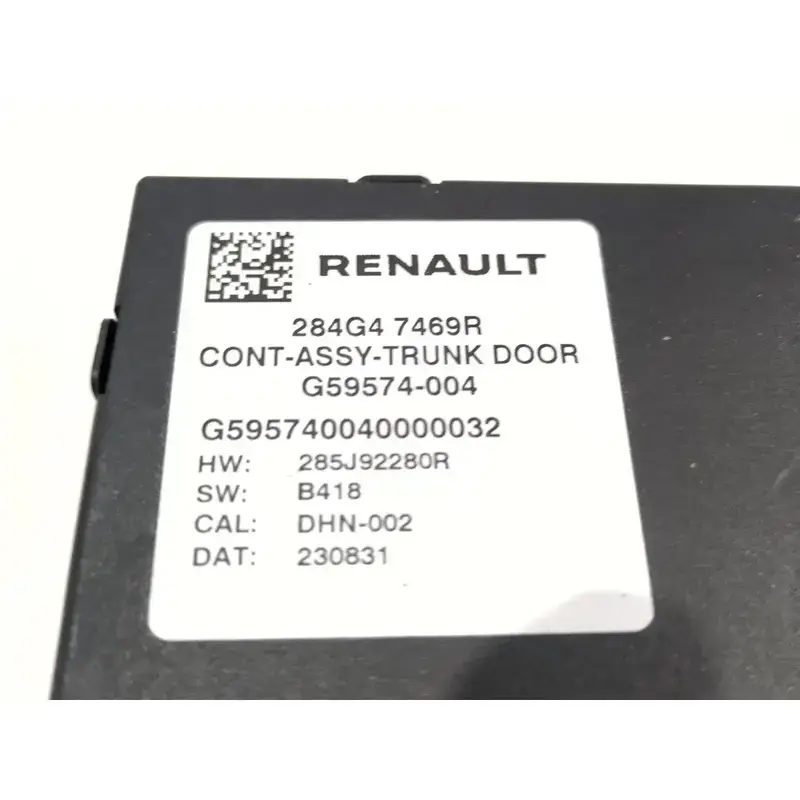 RENAULT
284G4 7469R
CONT-ASSY-TRUNK DOOR
G59574-004
G595740040000032
HW: 285J92280R
SW: B418
CAL: DHN-002
DAT: 230831